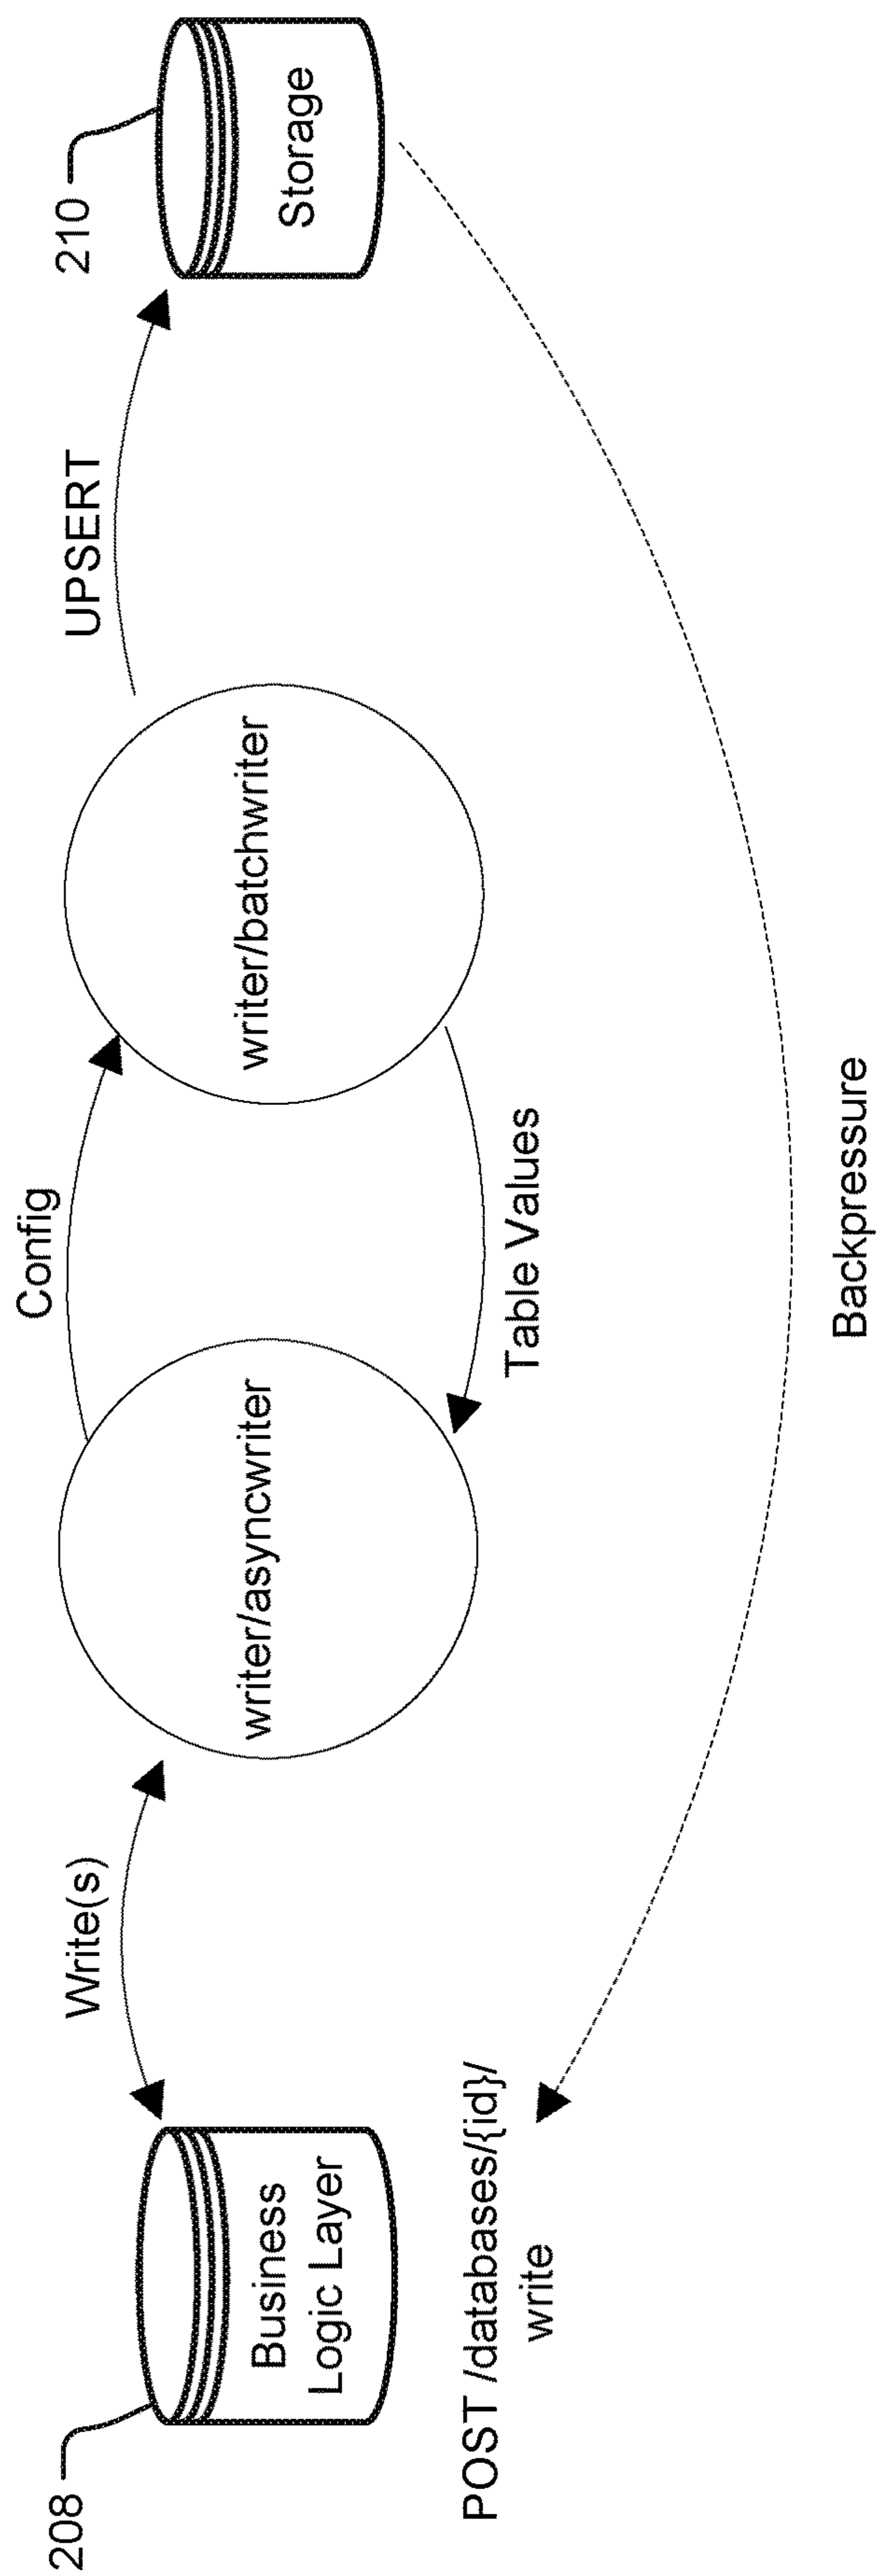 208
Business
Logic Layer
POST /databases/{id}/
write
Write(s)
writer/asyncwriter
Config
Table Values
writer/batchwriter
UPSERT
210
Storage
Backpressure